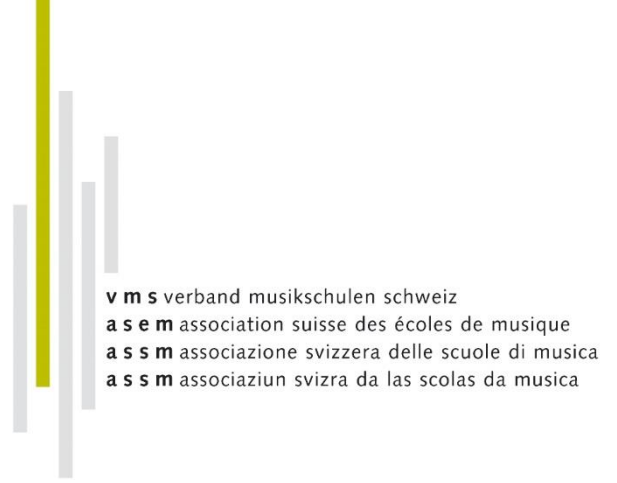 v m s verband musikschulen schweiz
a s e m association suisse des écoles de musique
a s s m associazione svizzera delle scuole di musica
a s s m associaziun svizra da las scolas da musica